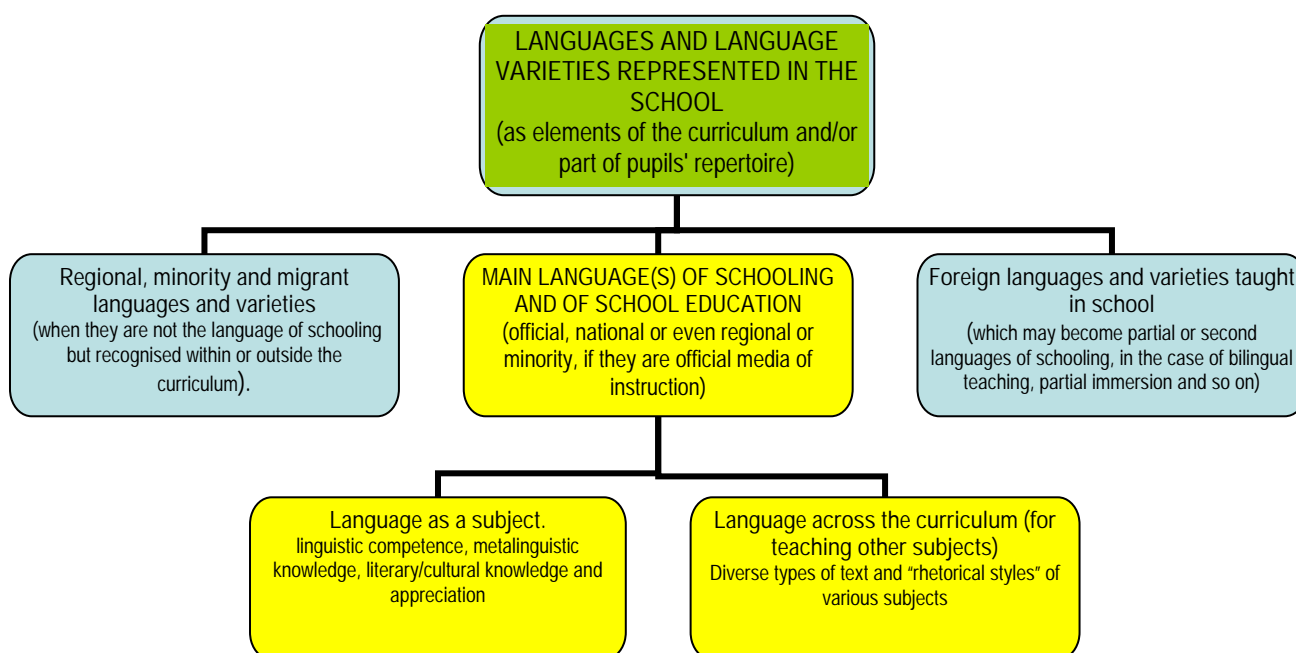 LANGUAGES AND LANGUAGE
VARIETIES REPRESENTED IN THE
SCHOOL
(as elements of the curriculum and/or
part of pupils' repertoire)
Regional, minority and migrant
languages and varieties
(when they are not the language of schooling
but recognised within or outside the
curriculum).
MAIN LANGUAGE(S) OF SCHOOLING
AND OF SCHOOL EDUCATION
(official, national or even regional or
minority, if they are official media of
instruction)
Foreign languages and varieties taught
in school
(which may become partial or second
languages of schooling, in the case of bilingual
teaching, partial immersion and so on)
Language as a subject.
linguistic competence, metalinguistic
knowledge, literary/cultural knowledge and
appreciation
Language across the curriculum (for
teaching other subjects)
Diverse types of text and "rhetorical styles" of
various subjects